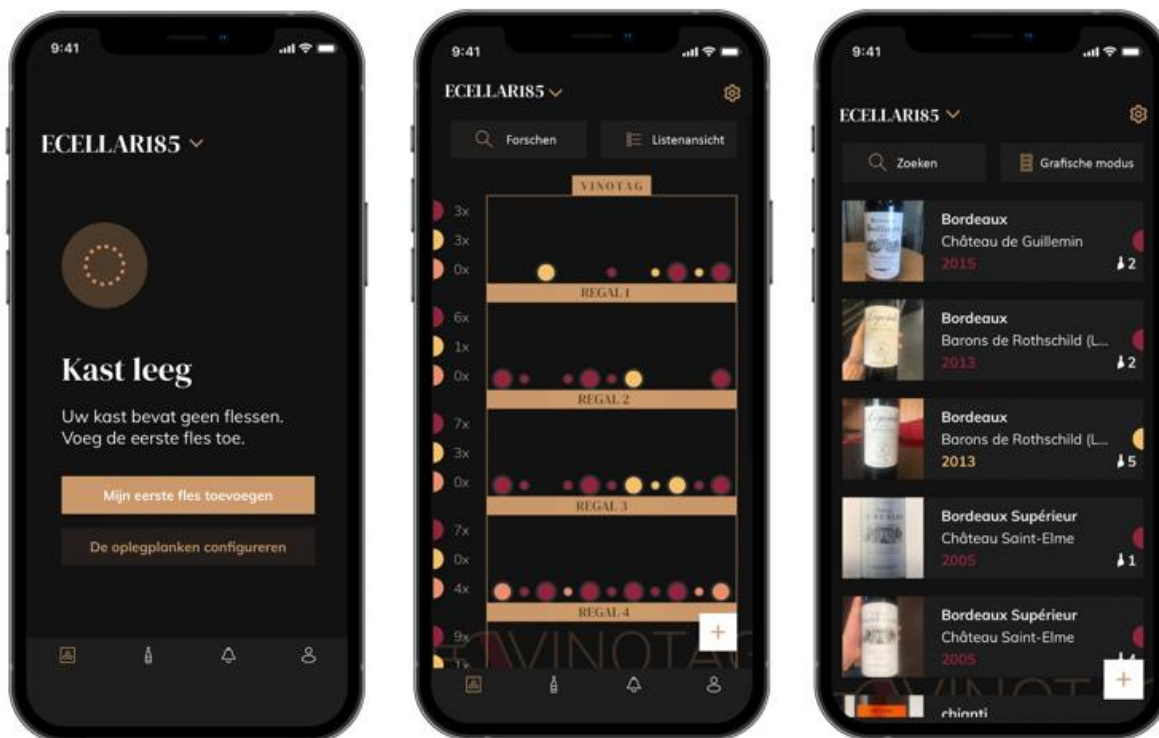 9:41
ECELLAR185
Kast leeg
Uw kast bevat geen flessen.
Voeg de eerste fles toe.
Mijn eerste fles toevoegen
De oplegplanken configureren
9:41
ECELLAR185
Forschen
Listenansicht
VINOTAG
3x
3x
0x
REGAL 1
6x
1x
0x
REGAL 2
7x
3x
0x
REGAL 3
7x
0x
4x
REGAL 4
9x
+
VINOTAG
9:41
ECELLAR185
Zoeken
Grafische modus
Bordeaux
Château de Guillemin
2015
2
Bordeaux
Barons de Rothschild (L...
2013
2
Bordeaux
Barons de Rothschild (L...
2013
5
Bordeaux Supérieur
Château Saint-Elme
2005
1
Bordeaux Supérieur
Château Saint-Elme
2005
+
chianti